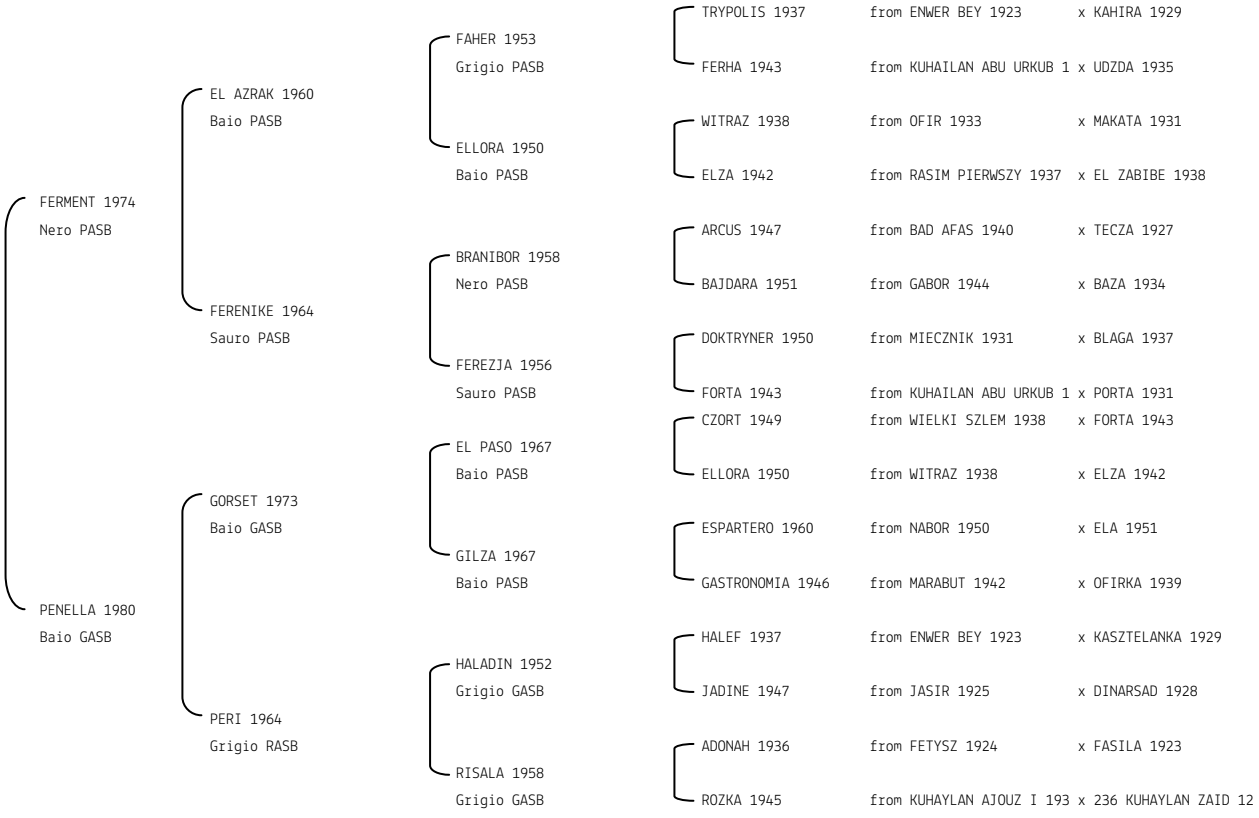 TRYPOLIS 1937 from ENWER BEY 1923 x KAHIRA 1929
FAHER 1953
Grigio PASB
FERHA 1943 from KUHAILAN ABU URKUB 1 x UDZDA 1935
EL AZRAK 1960
Baio PASB
WITRAZ 1938 from OFIR 1933 x MAKATA 1931
ELLORA 1950
Baio PASB
ELZA 1942 from RASIM PIERWSZY 1937 x EL ZABIBE 1938
FERMENT 1974
Nero PASB
ARCUS 1947 from BAD AFAS 1940 x TECZA 1927
BRANIBOR 1958
Nero PASB
BAJDARA 1951 from GABOR 1944 x BAZA 1934
FERENIKE 1964
Sauro PASB
DOKTRYNER 1950 from MIECZNIK 1931 x BLAGA 1937
FEREZJA 1956
Sauro PASB
FORTA 1943 from KUHAILAN ABU URKUB 1 x PORTA 1931
CZORT 1949 from WIELKI SZLEM 1938 x FORTA 1943
EL PASO 1967
Baio PASB
ELLORA 1950 from WITRAZ 1938 x ELZA 1942
GORSET 1973
Baio GASB
ESPARTERO 1960 from NABOR 1950 x ELA 1951
GILZA 1967
Baio PASB
GASTRONOMIA 1946 from MARABUT 1942 x OFIRKA 1939
PENELLA 1980
Baio GASB
HALEF 1937 from ENWER BEY 1923 x KASZTELANKA 1929
HALADIN 1952
Grigio GASB
JADINE 1947 from JASIR 1925 x DINARSAD 1928
PERI 1964
Grigio RASB
ADONAH 1936 from FETYSZ 1924 x FASILA 1923
RISALA 1958
Grigio GASB
ROZKA 1945 from KUHAYLAN AJOUZ I 193 x 236 KUHAYLAN ZAID 12